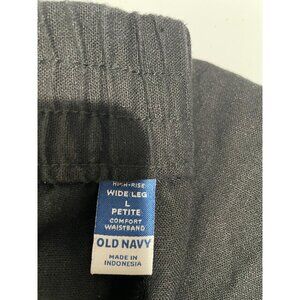 HIGH-RISE
WIDE LEG
L
PETITE
COMFORT
WAISTBAND
OLD NAVY
MADE IN
INDONESIA